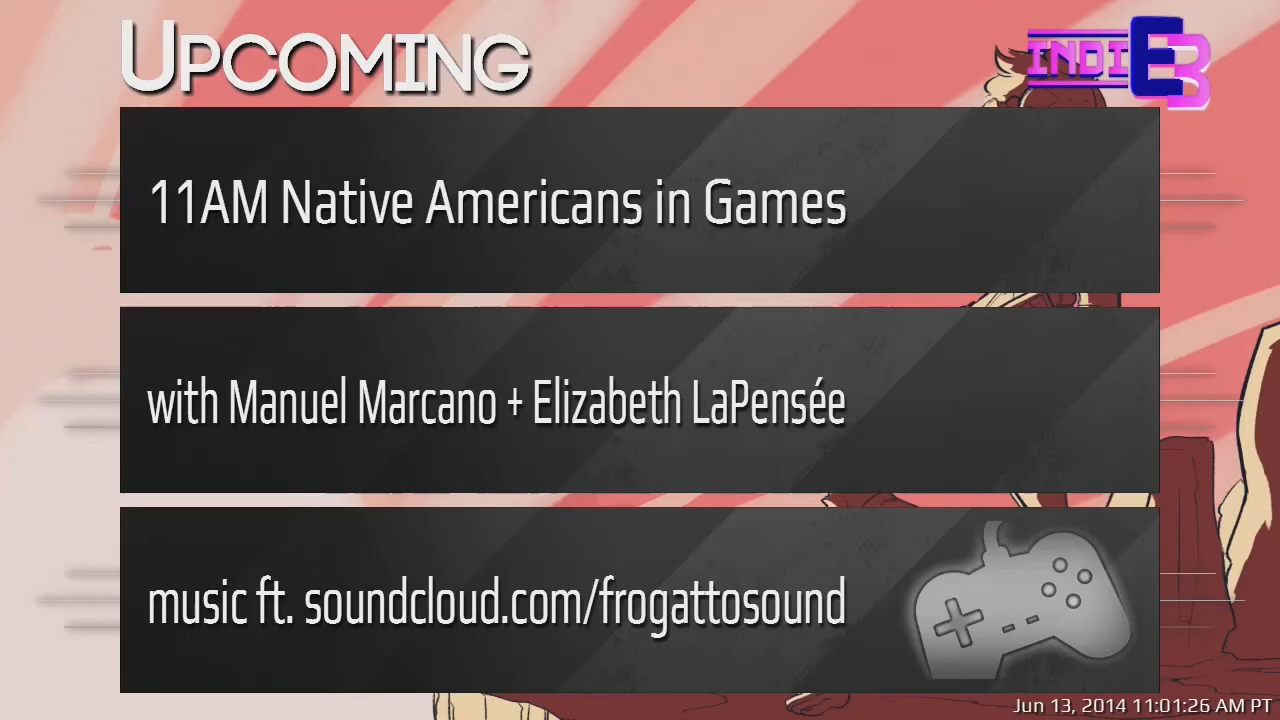 UPCOMING
INDIE3
11AM Native Americans in Games
with Manuel Marcano + Elizabeth LaPensée
music ft. soundcloud.com/frogattosound
Jun 13, 2014 11:01:26 AM PT